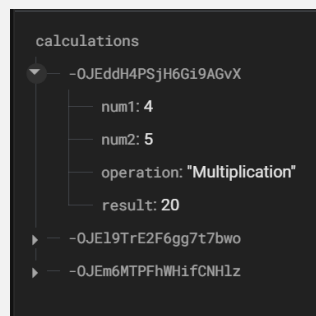 calculations
-OJEddH4PSjH6Gi9AGvX
num1: 4
num2: 5
operation: "Multiplication"
result: 20
-OJEl9TrE2F6gg7t7bwo
-OJEm6MTPFhWHifCNHlz